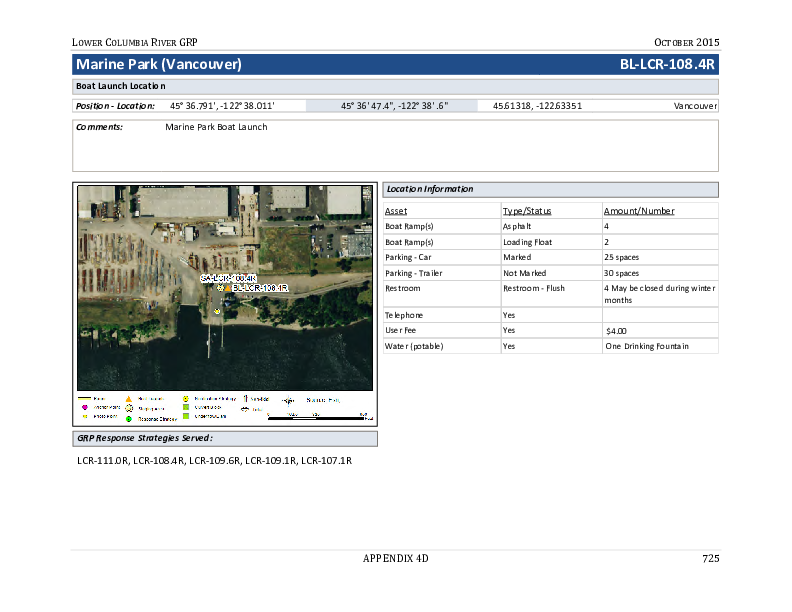 LOWER COLUMBIA RIVER GRP OCTOBER 2015
Marine Park (Vancouver) BL-LCR-108.4R
Boat Launch Location
Position - Location: 45° 36.791', -122° 38.011' 45° 36' 47.4", -122° 38' .6" 45.61318, -122.63351 Vancouver
Comments: Marine Park Boat Launch
Location Information
Asset Type/Status Amount/Number
Boat Ramp(s) Asphalt 4
Boat Ramp(s) Loading Float 2
Parking - Car Marked 25 spaces
Parking - Trailer Not Marked 30 spaces
Restroom Restroom - Flush 4 May be closed during winter
months
Telephone Yes
User Fee Yes $4.00
Water (potable) Yes One Drinking Fountain
SA-LCR-108.4R
BL-LCR-108.4R
Response Strategy
GRP Response Strategies Served:
LCR-111.0R, LCR-108.4R, LCR-109.6R, LCR-109.1R, LCR-107.1R
APPENDIX 4D 725